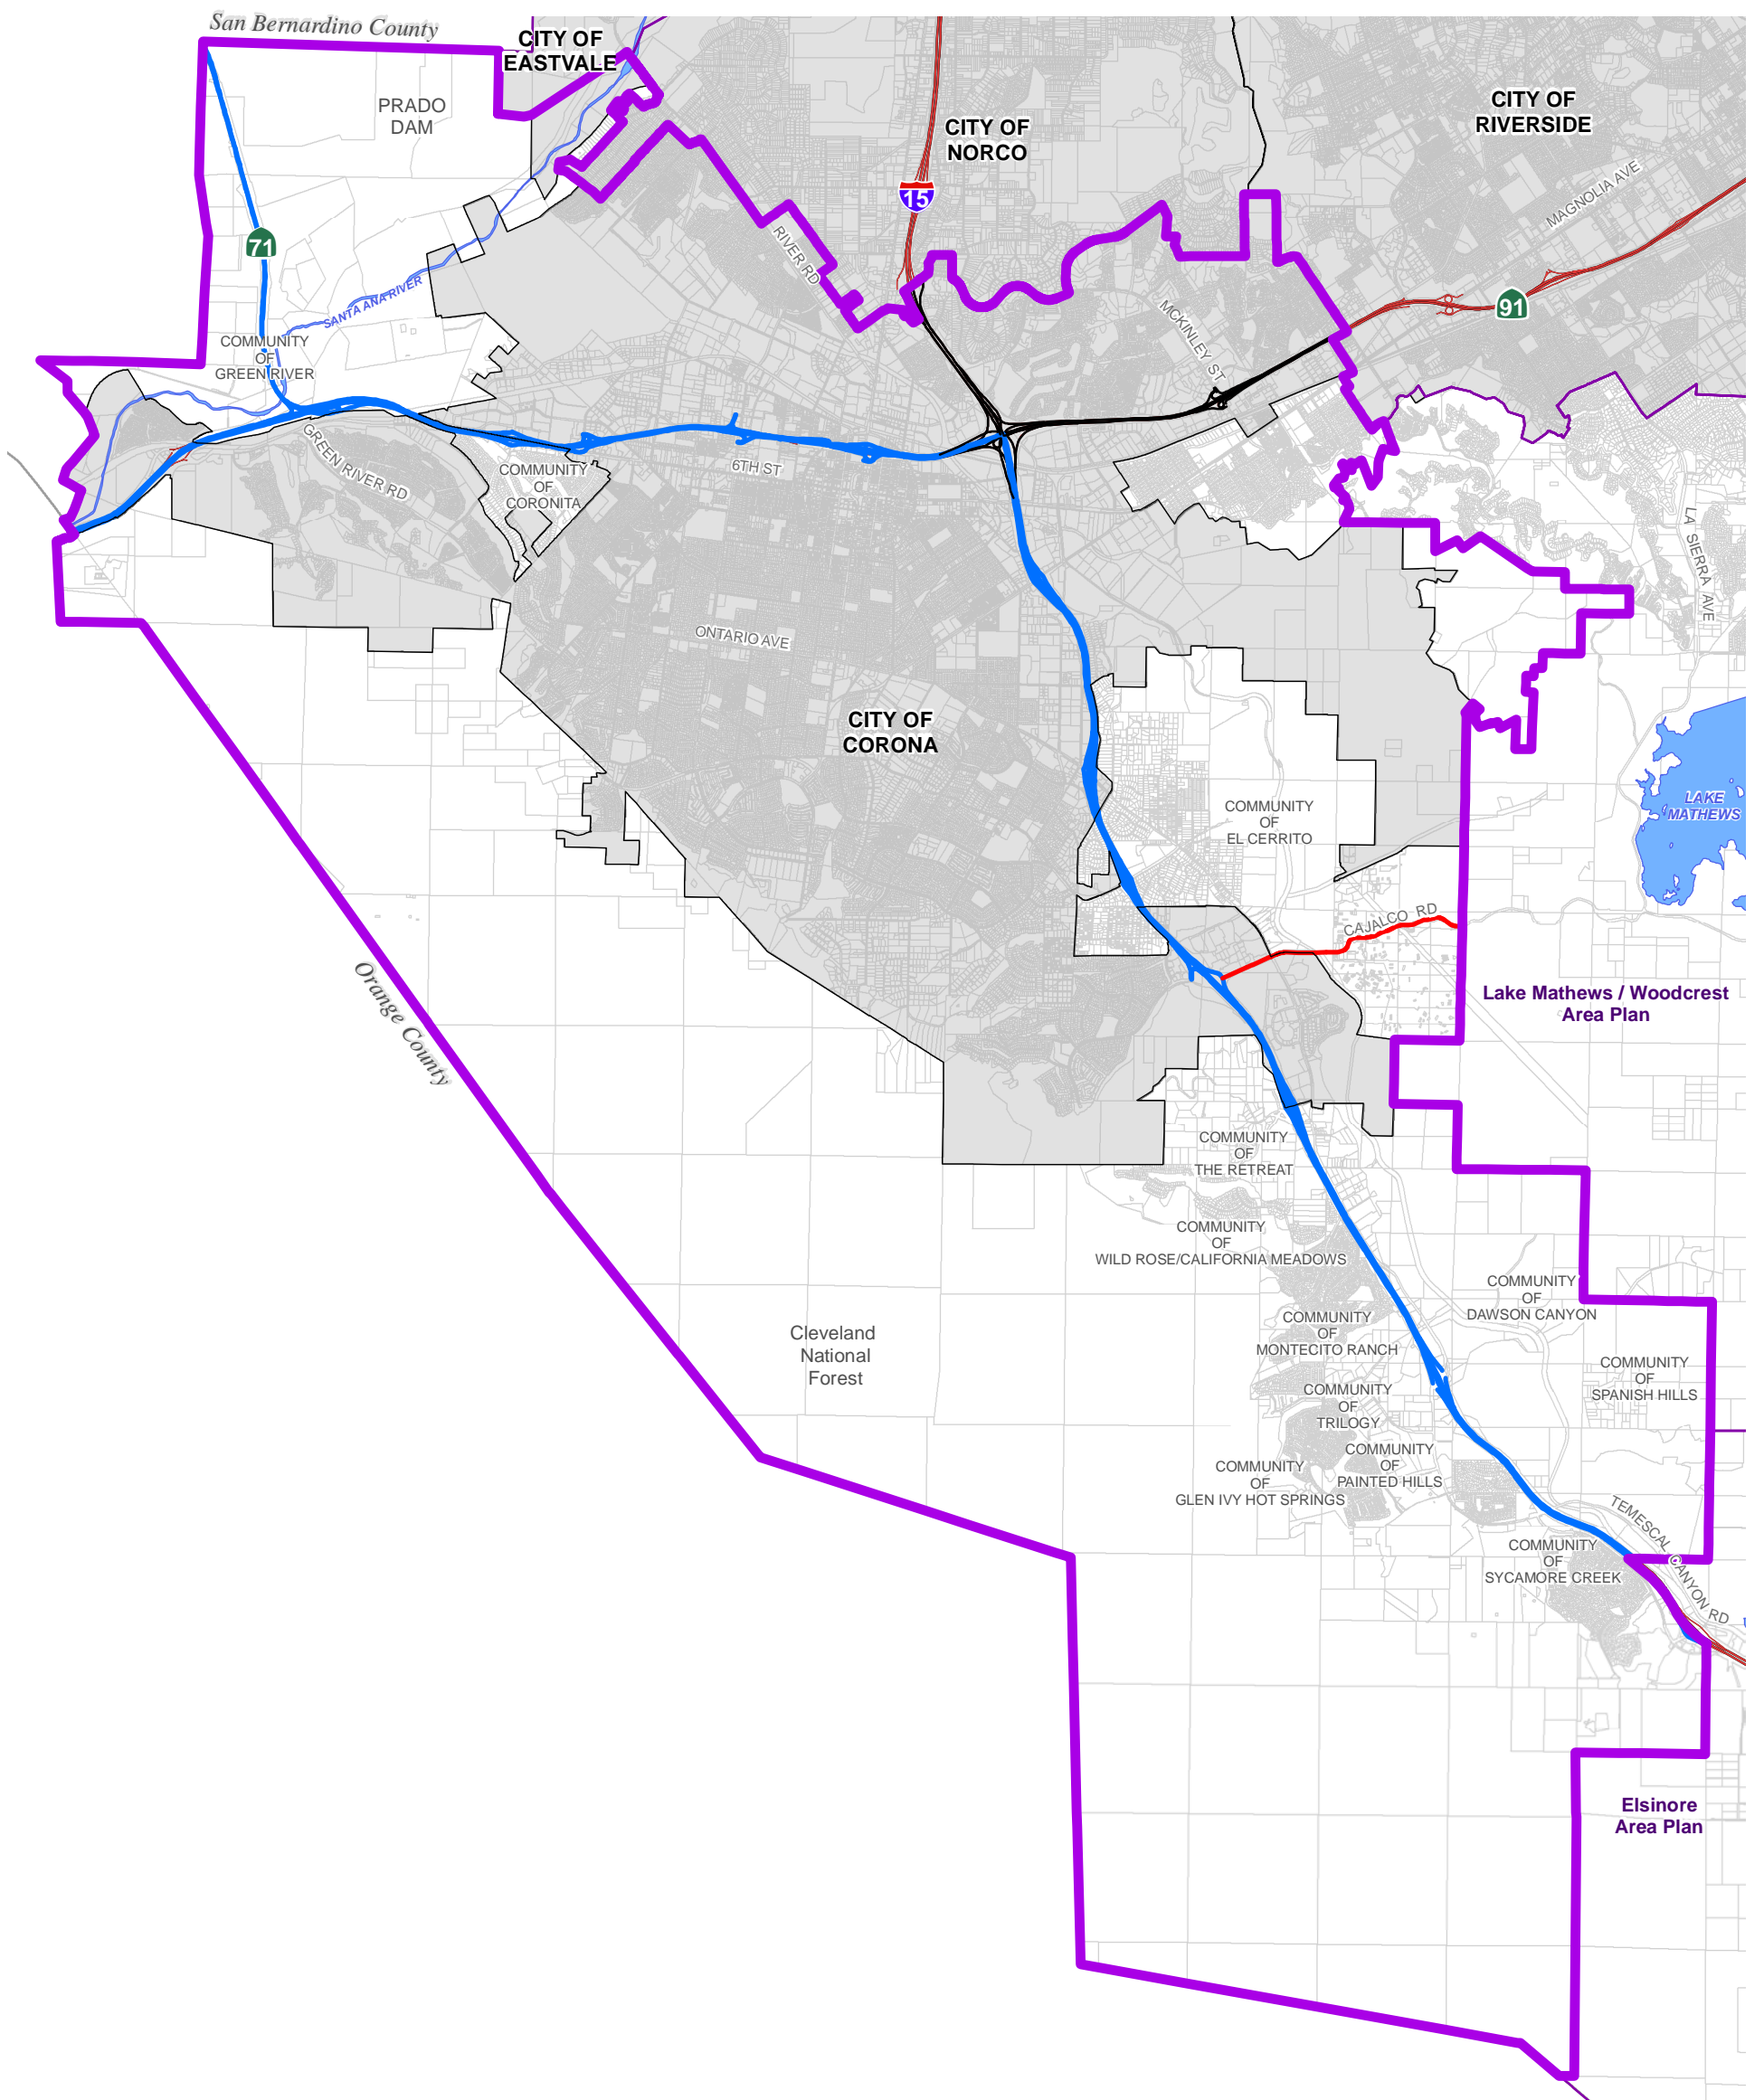 San Bernardino County
CITY OF
EASTVALE
PRADO
DAM
CITY OF
NORCO
CITY OF
RIVERSIDE
MAGNOLIA AVE
15
RIVER RD
71
SANTA ANA RIVER
91
MCKINLEY ST
COMMUNITY
OF
GREEN RIVER
GREEN RIVER RD
COMMUNITY
OF
CORONITA
6TH ST
LA SIERRA AVE
ONTARIO AVE
CITY OF
CORONA
COMMUNITY
OF
EL CERRITO
LAKE
MATHEWS
CAJALCO RD
Orange County
Lake Mathews / Woodcrest
Area Plan
COMMUNITY
OF
THE RETREAT
COMMUNITY
OF
WILD ROSE/CALIFORNIA MEADOWS
COMMUNITY
OF
DAWSON CANYON
COMMUNITY
OF
MONTECITO RANCH
Cleveland
National
Forest
COMMUNITY
OF
SPANISH HILLS
COMMUNITY
OF
TRILOGY
COMMUNITY
OF
PAINTED HILLS
COMMUNITY
OF
GLEN IVY HOT SPRINGS
TEMESCAL CANYON RD
COMMUNITY
OF
SYCAMORE CREEK
Elsinore
Area Plan